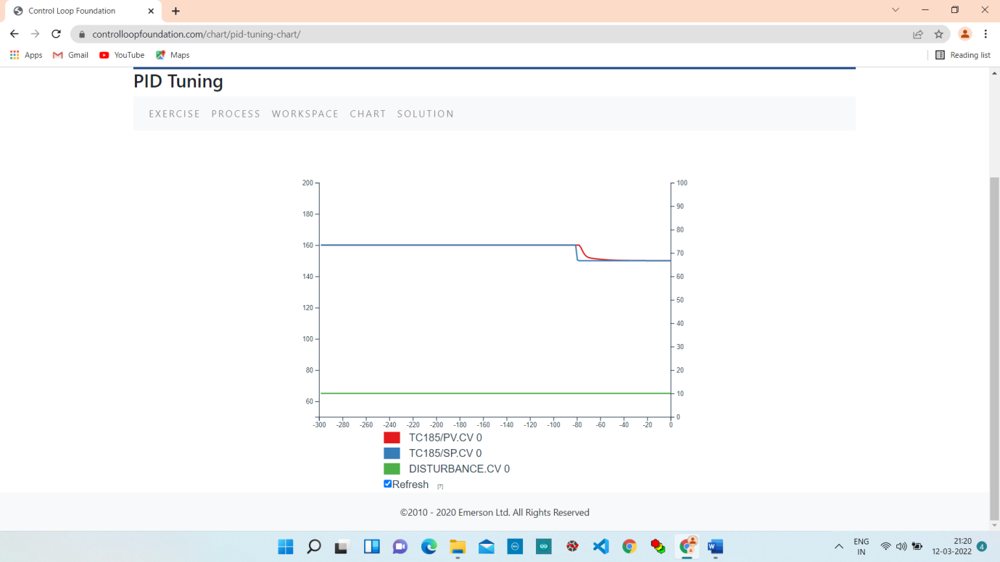 Control Loop Foundation
controlloopfoundation.com/chart/pid-tuning-chart/
Apps Gmail YouTube Maps Reading list
PID Tuning
EXERCISE PROCESS WORKSPACE CHART SOLUTION
200 100
90
180
80
160 70
140 60
50
120
40
100
30
80 20
10
60
0
-300 -280 -260 -240 -220 -200 -180 -160 -140 -120 -100 -80 -60 -40 -20 0
TC185/PV.CV 0
TC185/SP.CV 0
DISTURBANCE.CV 0
Refresh [?]
©2010 - 2020 Emerson Ltd. All Rights Reserved
ENG 21:20
IN 12-03-2022 4